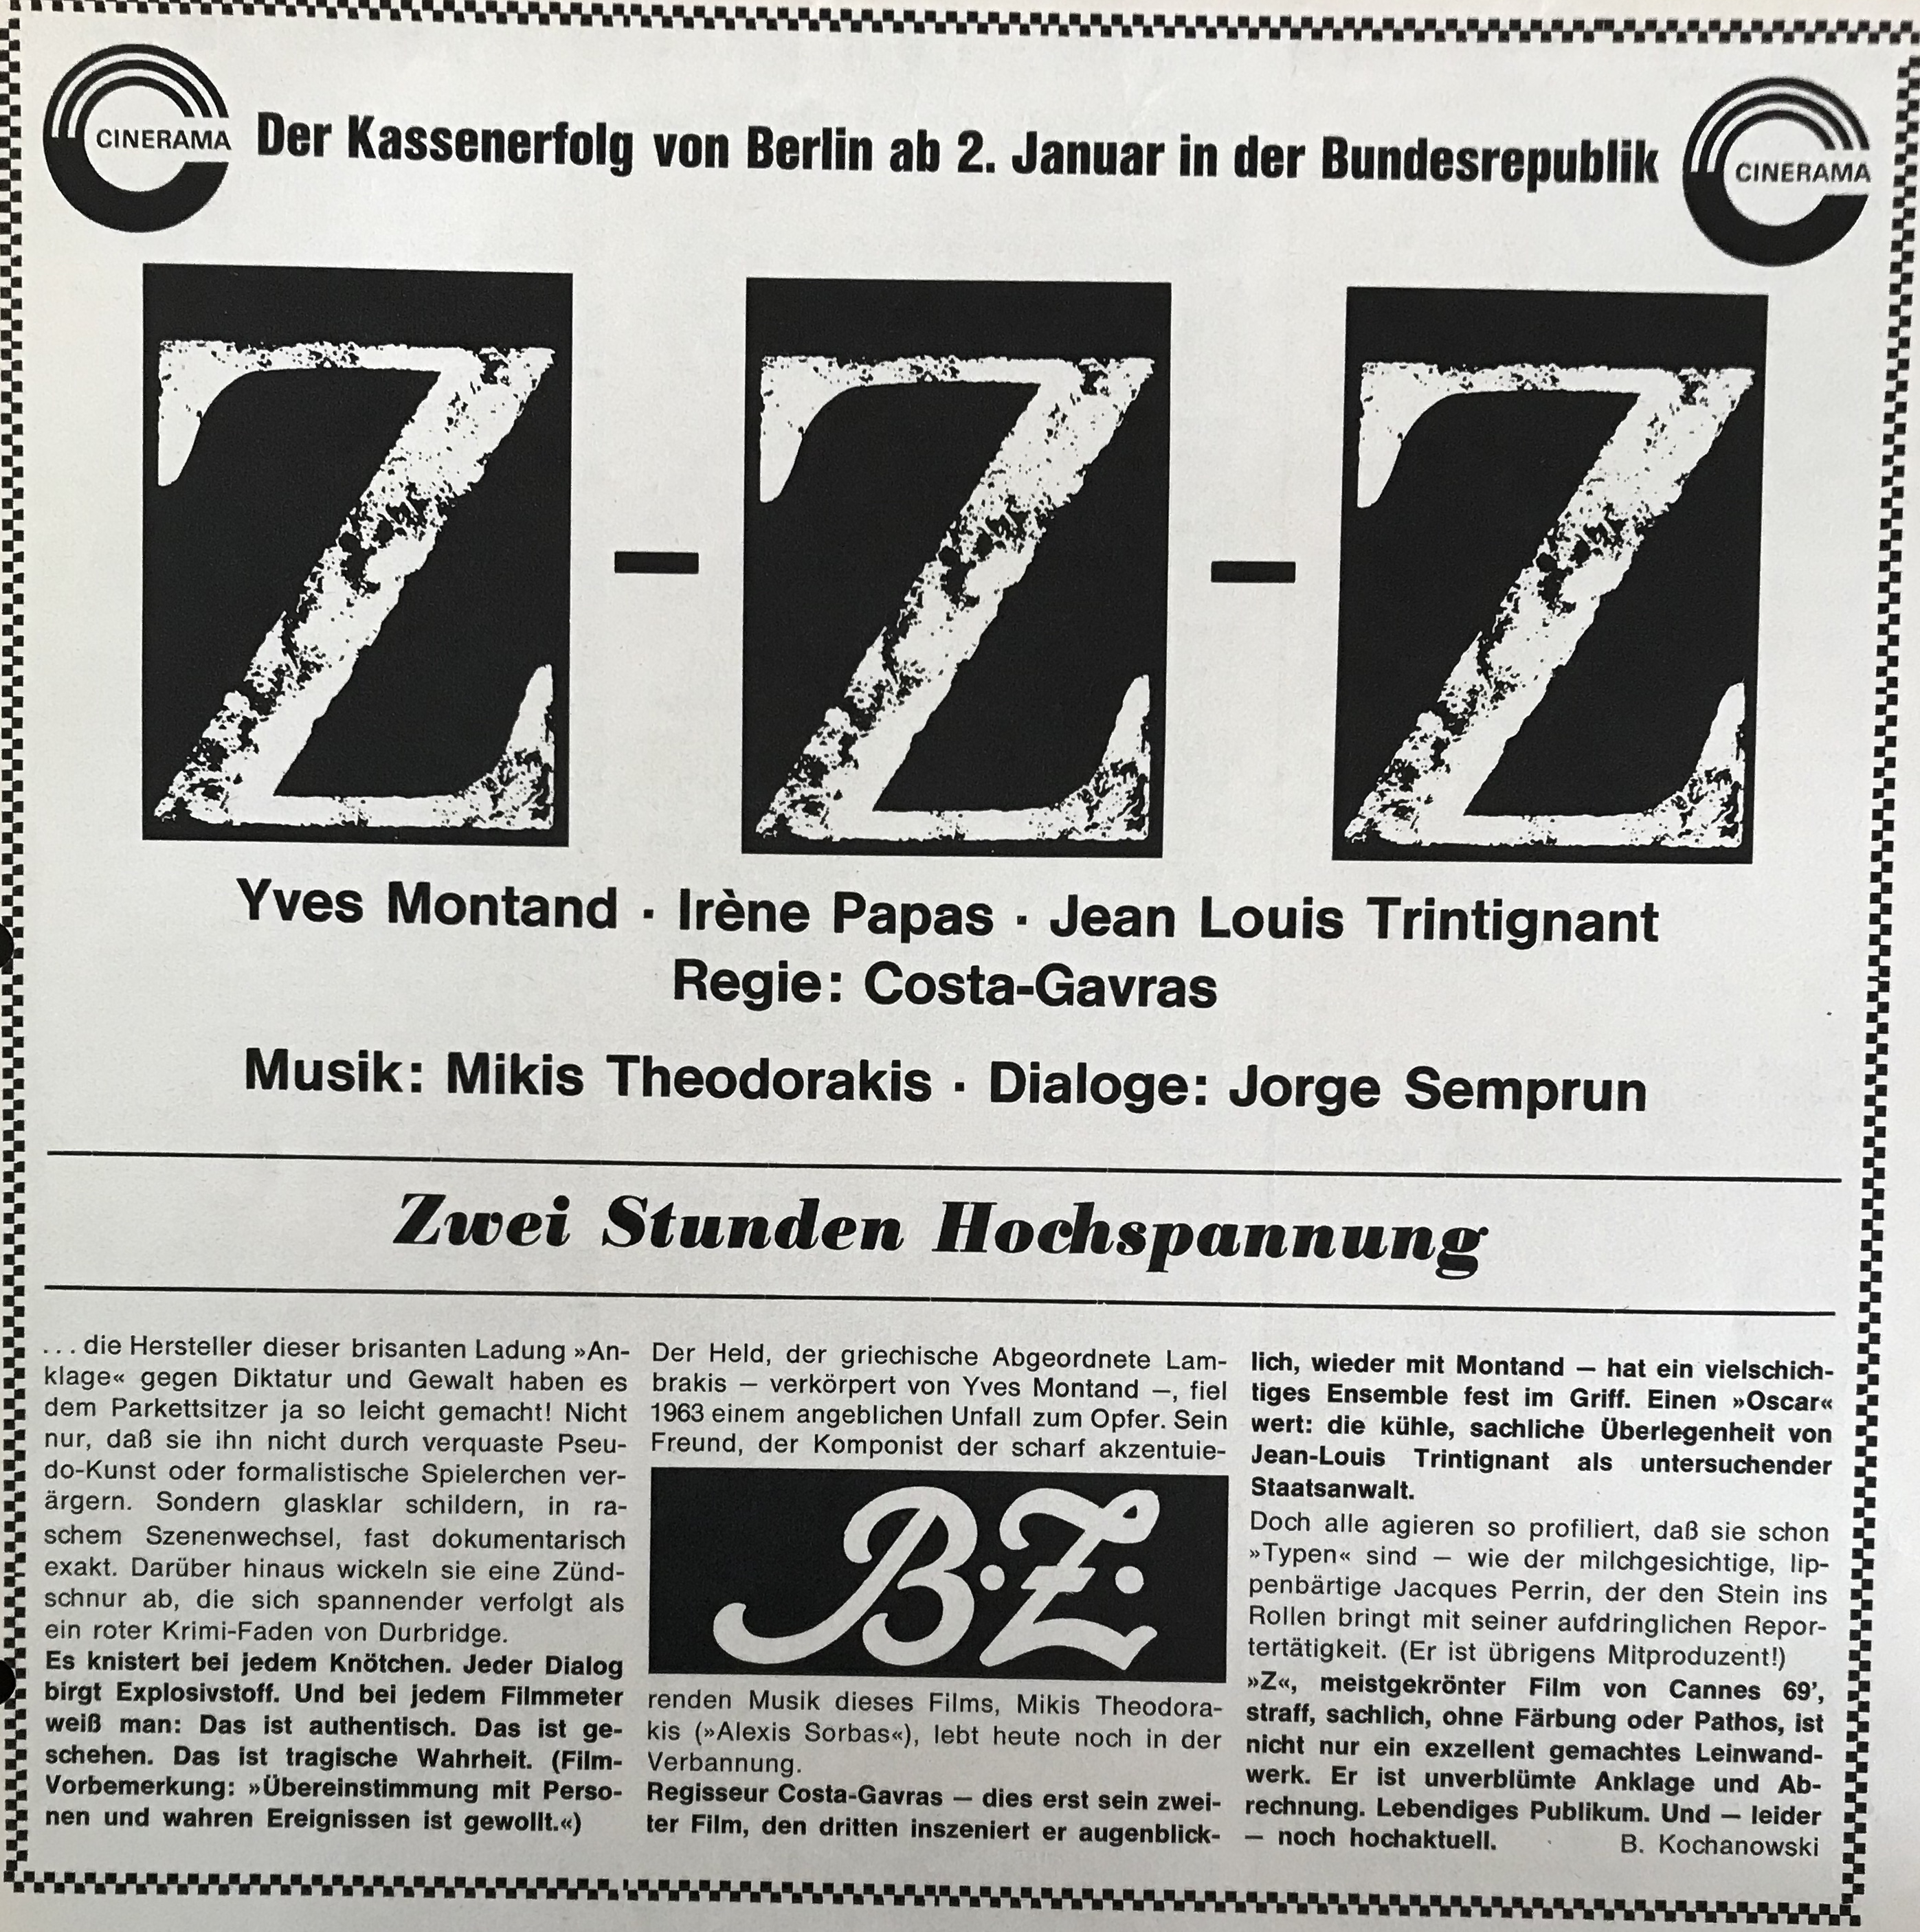 CINERAMA
Der Kassenerfolg von Berlin ab 2. Januar in der Bundesrepublik
CINERAMA
Z – Z – Z
Yves Montand · Irène Papas · Jean Louis Trintignant
Regie: Costa-Gavras
Musik: Mikis Theodorakis · Dialoge: Jorge Semprun
Zwei Stunden Hochspannung
... die Hersteller dieser brisanten Ladung »An-
klage« gegen Diktatur und Gewalt haben es
dem Parkettsitzer ja so leicht gemacht! Nicht
nur, daß sie ihn nicht durch verquaste Pseu-
do-Kunst oder formalistische Spielerchen ver-
ärgern. Sondern glasklar schildern, in ra-
schem Szenenwechsel, fast dokumentarisch
exakt. Darüber hinaus wickeln sie eine Zünd-
schnur ab, die sich spannender verfolgt als
ein roter Krimi-Faden von Durbridge.
Es knistert bei jedem Knötchen. Jeder Dialog
birgt Explosivstoff. Und bei jedem Filmmeter
weiß man: Das ist authentisch. Das ist ge-
schehen. Das ist tragische Wahrheit. (Film-
Vorbemerkung: »Übereinstimmung mit Perso-
nen und wahren Ereignissen ist gewollt.«)
Der Held, der griechische Abgeordnete Lam-
brakis — verkörpert von Yves Montand —, fiel
1963 einem angeblichen Unfall zum Opfer. Sein
Freund, der Komponist der scharf akzentuie-
B·Z·
renden Musik dieses Films, Mikis Theodora-
kis (»Alexis Sorbas«), lebt heute noch in der
Verbannung.
Regisseur Costa-Gavras — dies erst sein zwei-
ter Film, den dritten inszeniert er augenblick-
lich, wieder mit Montand — hat ein vielschich-
tiges Ensemble fest im Griff. Einen »Oscar«
wert: die kühle, sachliche Überlegenheit von
Jean-Louis Trintignant als untersuchender
Staatsanwalt.
Doch alle agieren so profiliert, daß sie schon
»Typen« sind — wie der milchgesichtige, lip-
penbärtige Jacques Perrin, der den Stein ins
Rollen bringt mit seiner aufdringlichen Repor-
tertätigkeit. (Er ist übrigens Mitproduzent!)
»Z«, meistgekrönter Film von Cannes 69',
straff, sachlich, ohne Färbung oder Pathos, ist
nicht nur ein exzellent gemachtes Leinwand-
werk. Er ist unverblümte Anklage und Ab-
rechnung. Lebendiges Publikum. Und — leider
— noch hochaktuell. B. Kochanowski